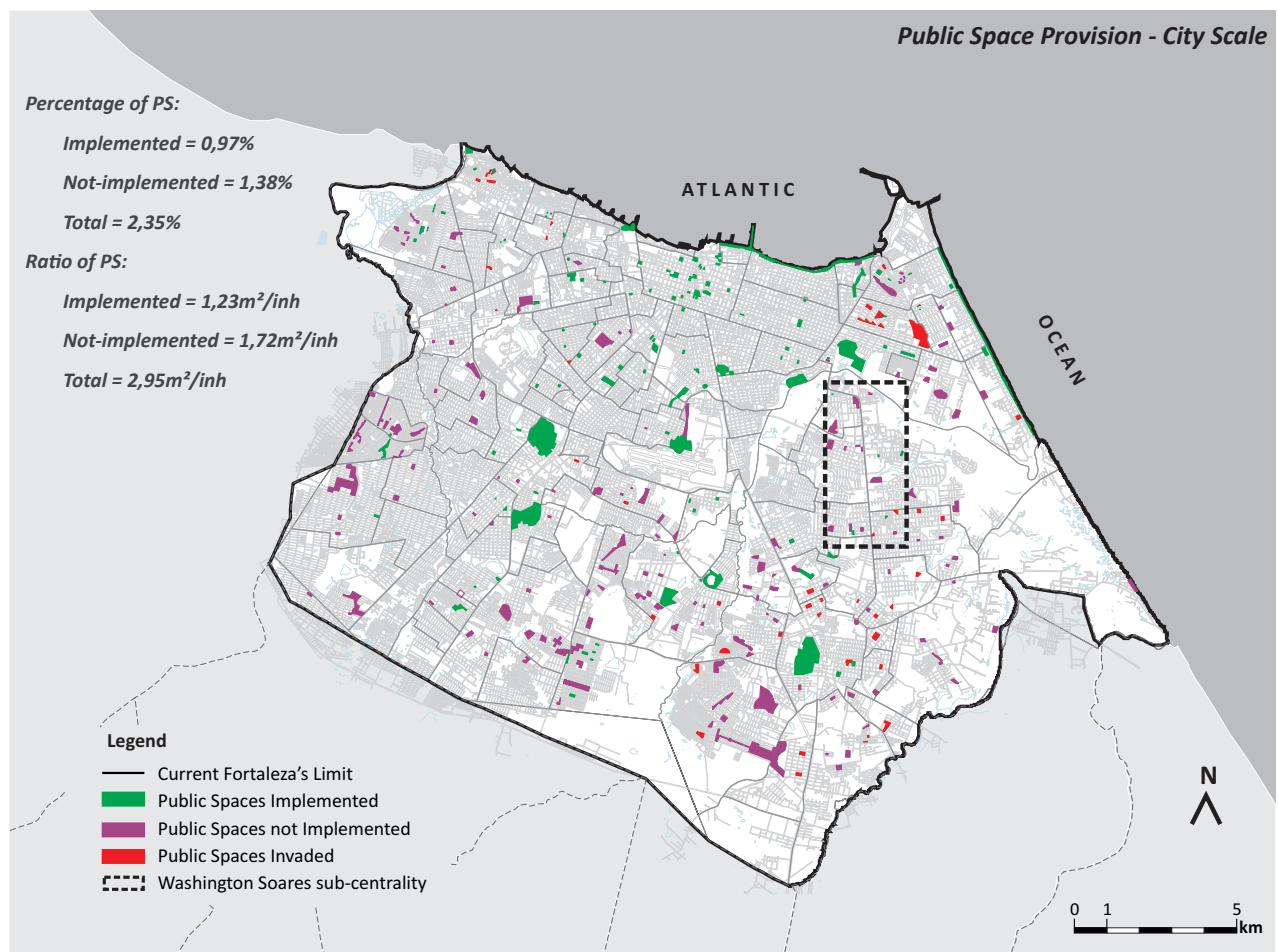 Public Space Provision - City Scale
Percentage of PS:
Implemented = 0,97%
Not-implemented = 1,38%
Total = 2,35%
Ratio of PS:
Implemented = 1,23m²/inh
Not-implemented = 1,72m²/inh
Total = 2,95m²/inh
ATLANTIC
OCEAN
Legend
Current Fortaleza's Limit
Public Spaces Implemented
Public Spaces not Implemented
Public Spaces Invaded
Washington Soares sub-centrality
N
0 1 5
km